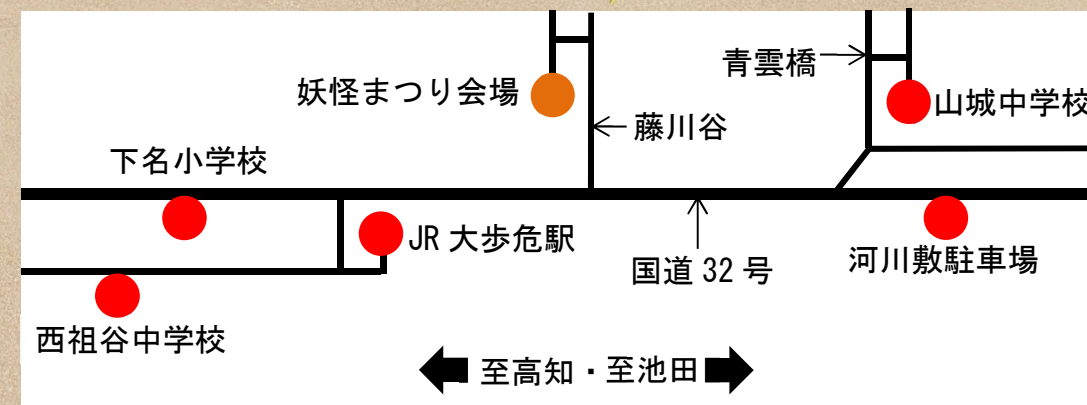 青雲橋
妖怪まつり会場
山城中学校
藤川谷
下名小学校
JR 大歩危駅
河川敷駐車場
国道 32 号
西祖谷中学校
至高知・至池田